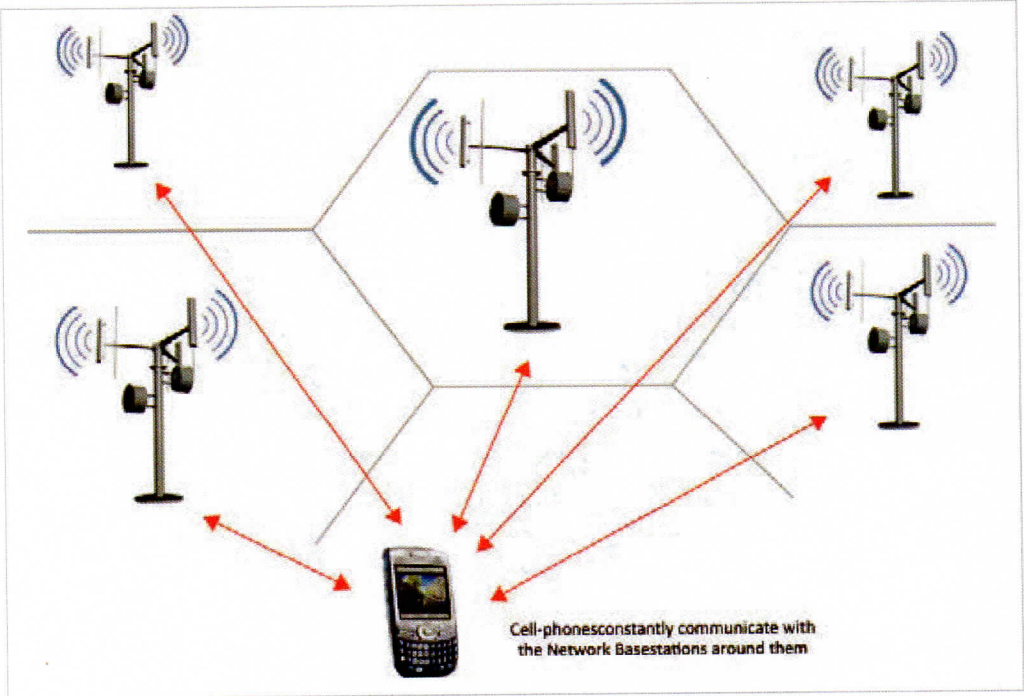 Cell-phonesconstantly communicate with
the Network Basestations around them